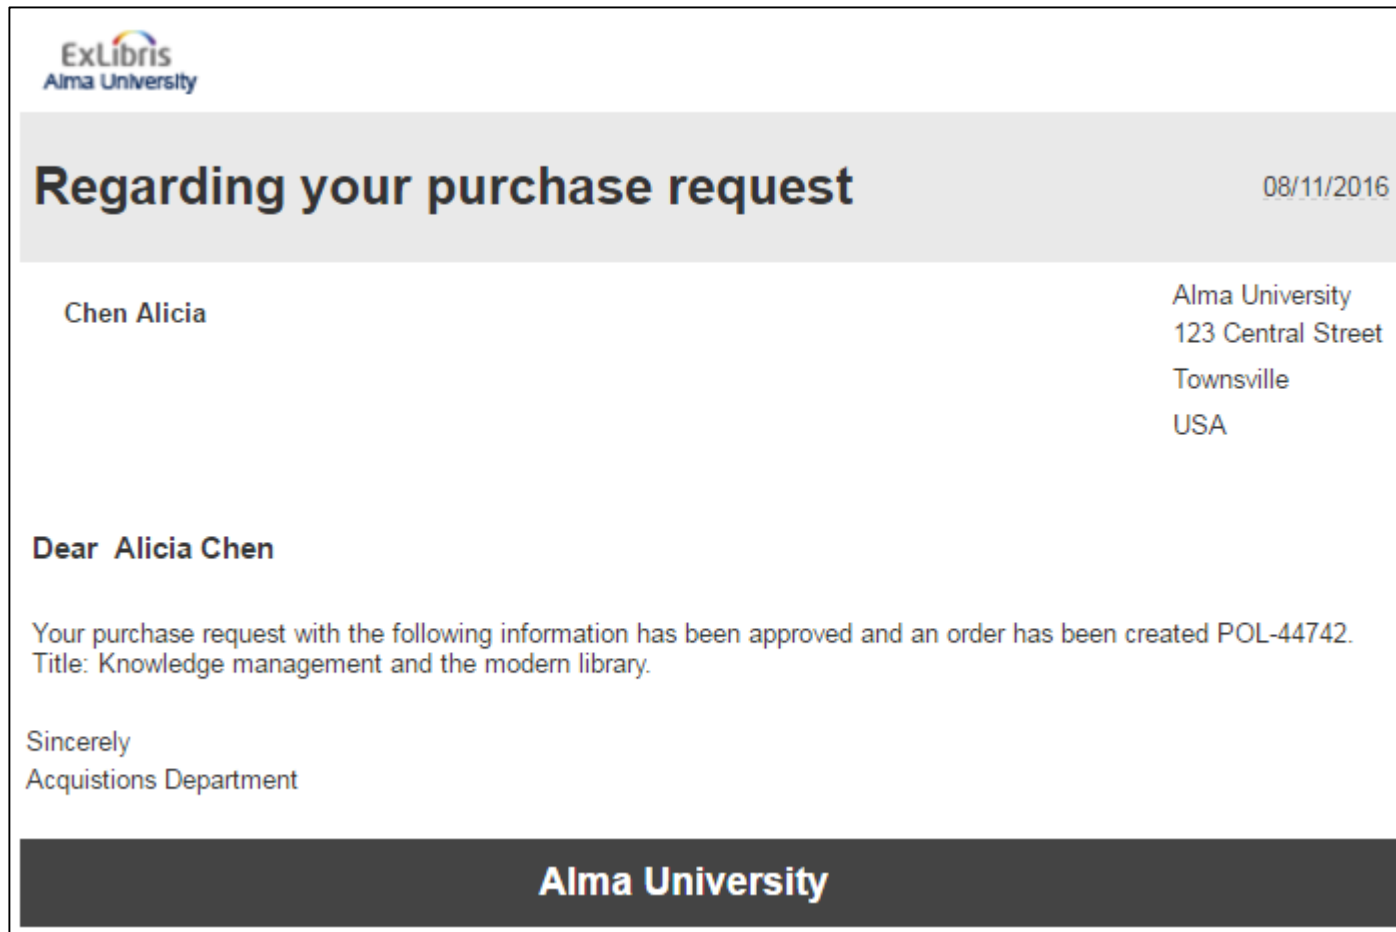 ExLibris
Alma University
Regarding your purchase request
08/11/2016
Chen Alicia
Alma University
123 Central Street
Townsville
USA
Dear Alicia Chen
Your purchase request with the following information has been approved and an order has been created POL-44742.
Title: Knowledge management and the modern library.
Sincerely
Acquistions Department
Alma University